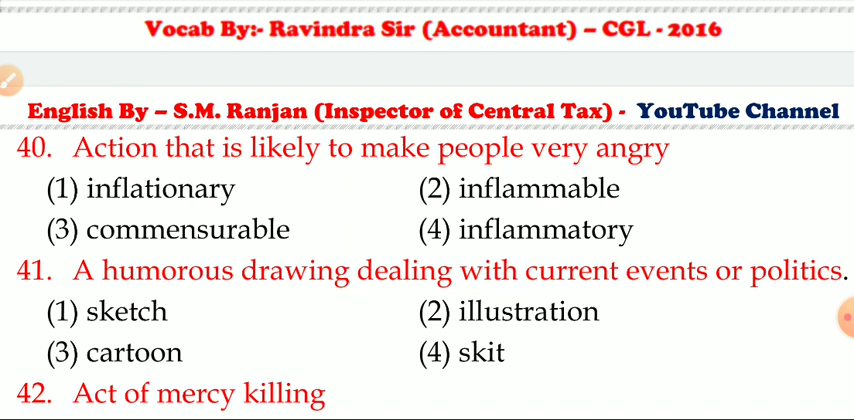 Vocab By:- Ravindra Sir (Accountant) – CGL - 2016
English By – S.M. Ranjan (Inspector of Central Tax) - YouTube Channel
40. Action that is likely to make people very angry
(1) inflationary (2) inflammable
(3) commensurable (4) inflammatory
41. A humorous drawing dealing with current events or politics.
(1) sketch (2) illustration
(3) cartoon (4) skit
42. Act of mercy killing